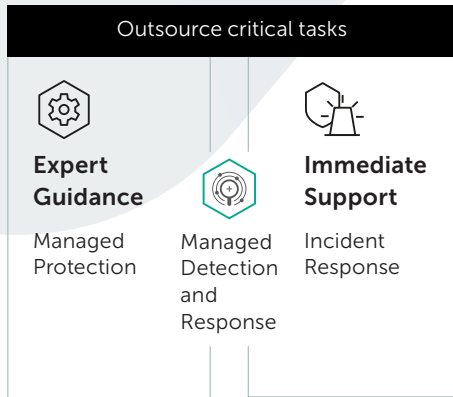 Outsource critical tasks
Expert
Guidance
Managed
Protection
Managed
Detection
and
Response
Immediate
Support
Incident
Response